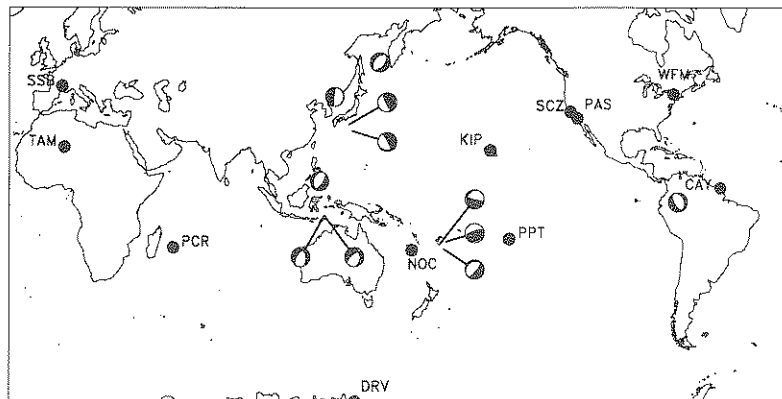 SSB
WFM
SCZ
PAS
TAM
KIP
CAY
PCR
NOC
PPT
DRV